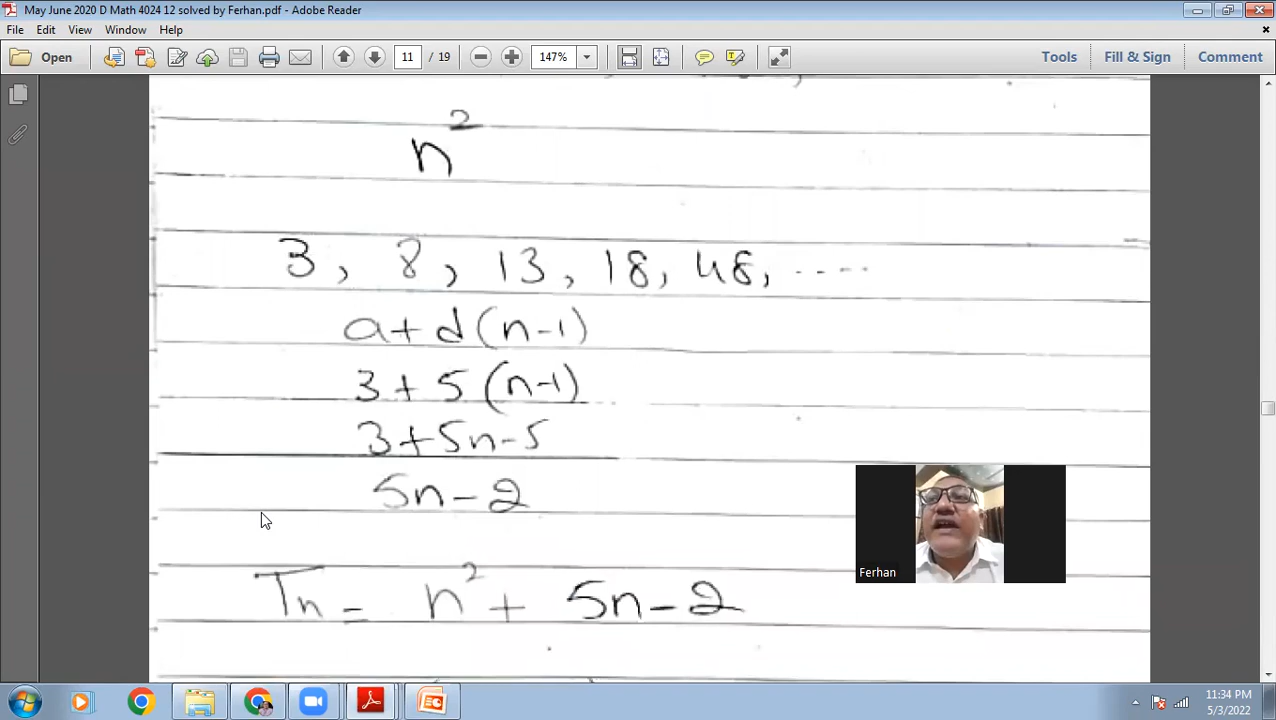 May June 2020 D Math 4024 12 solved by Ferhan.pdf - Adobe Reader
File Edit View Window Help
Open 11 / 19 147% Tools Fill & Sign Comment
n²
3, 8, 13, 18, 48, .....
a+d(n-1)
3+5(n-1)
3+5n-5
5n-2
Ferhan
Tn = n² + 5n-2
11:34 PM
5/3/2022